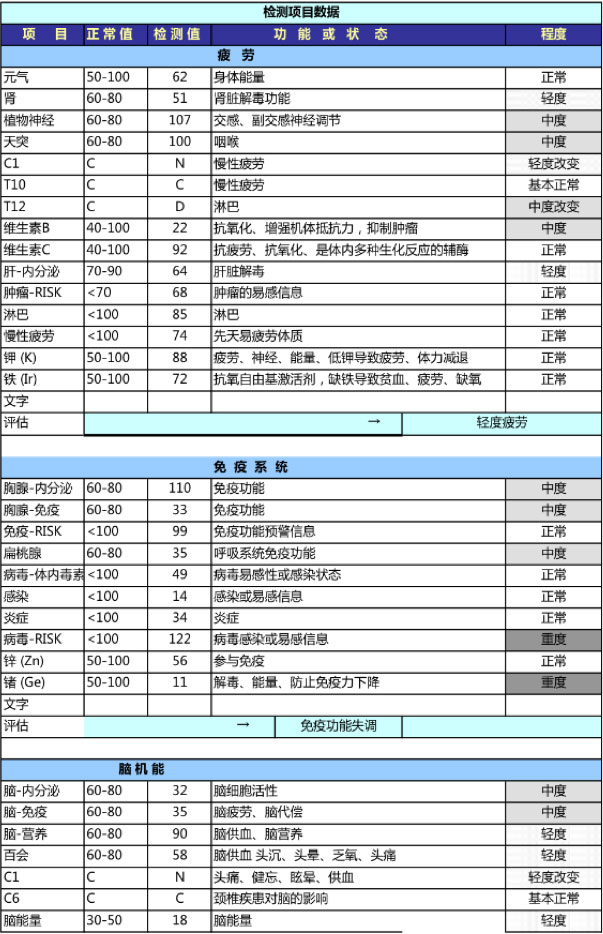 检测项目数据
项 目 正常值 检测值 功 能 或 状 态 程度
疲 劳
元气 50-100 62 身体能量 正常
肾 60-80 51 肾脏解毒功能 轻度
植物神经 60-80 107 交感、副交感神经调节 中度
天突 60-80 100 咽喉 中度
C1 C N 慢性疲劳 轻度改变
T10 C C 慢性疲劳 基本正常
T12 C D 淋巴 中度改变
维生素B 40-100 22 抗氧化、增强机体抵抗力，抑制肿瘤 中度
维生素C 40-100 92 抗疲劳、抗氧化、是体内多种生化反应的辅酶 正常
肝-内分泌 70-90 64 肝脏解毒 轻度
肿瘤-RISK <70 68 肿瘤的易感信息 正常
淋巴 <100 85 淋巴 正常
慢性疲劳 <100 74 先天易疲劳体质 正常
钾 (K) 50-100 88 疲劳、神经、能量、低钾导致疲劳、体力减退 正常
铁 (Ir) 50-100 72 抗氧自由基激活剂，缺铁导致贫血、疲劳、缺氧 正常
文字
评估 → 轻度疲劳
免 疫 系 统
胸腺-内分泌 60-80 110 免疫功能 中度
胸腺-免疫 60-80 33 免疫功能 中度
免疫-RISK <100 99 免疫功能预警信息 正常
扁桃腺 60-80 35 呼吸系统免疫功能 中度
病毒-体内毒素 <100 49 病毒易感性或感染状态 正常
感染 <100 14 感染或易感信息 正常
炎症 <100 34 炎症 正常
病毒-RISK <100 122 病毒感染或易感信息 重度
锌 (Zn) 50-100 56 参与免疫 正常
锗 (Ge) 50-100 11 解毒、能量、防止免疫力下降 重度
文字
评估 → 免疫功能失调
脑 机 能
脑-内分泌 60-80 32 脑细胞活性 中度
脑-免疫 60-80 35 脑疲劳、脑代偿 中度
脑-营养 60-80 90 脑供血、脑营养 轻度
百会 60-80 58 脑供血 头沉、头晕、乏氧、头痛 轻度
C1 C N 头痛、健忘、眩晕、供血 轻度改变
C6 C C 颈椎疾患对脑的影响 基本正常
脑能量 30-50 18 脑能量 轻度